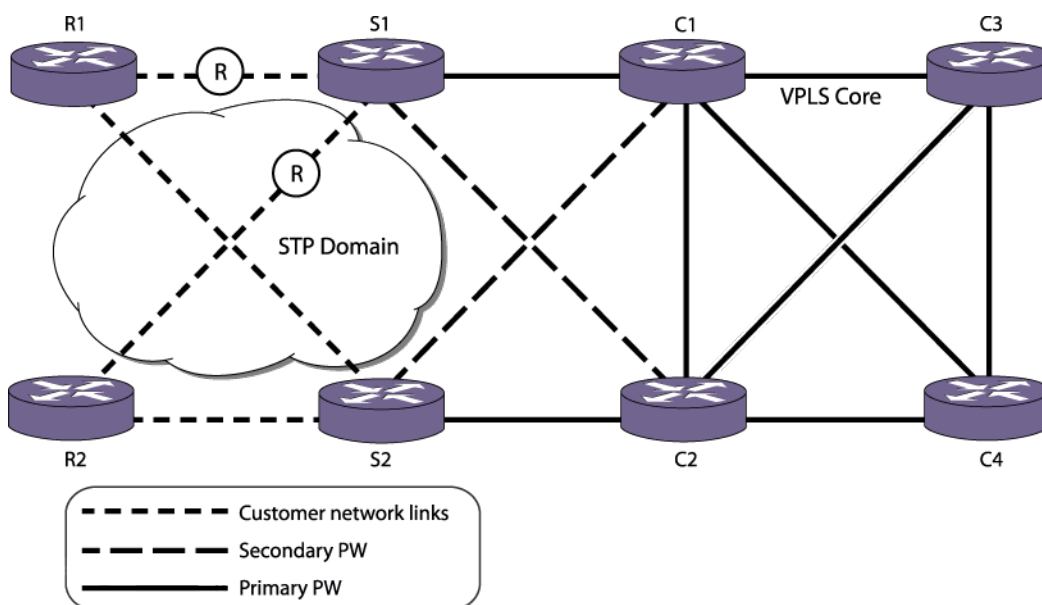 R1
S1
C1
C3
R
VPLS Core
R
STP Domain
R2
S2
C2
C4
Customer network links
Secondary PW
Primary PW